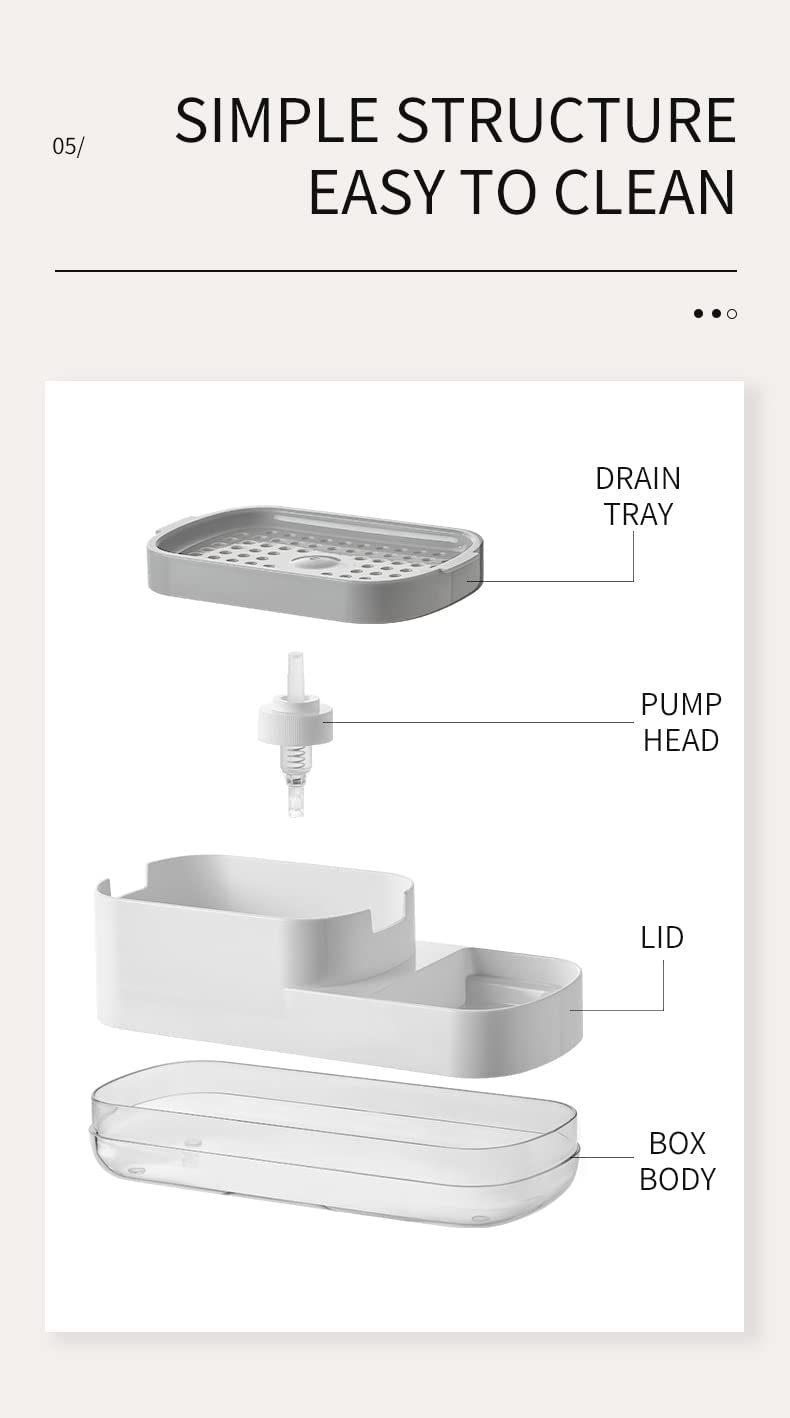 05/
SIMPLE STRUCTURE
EASY TO CLEAN
DRAIN
TRAY
PUMP
HEAD
LID
BOX
BODY